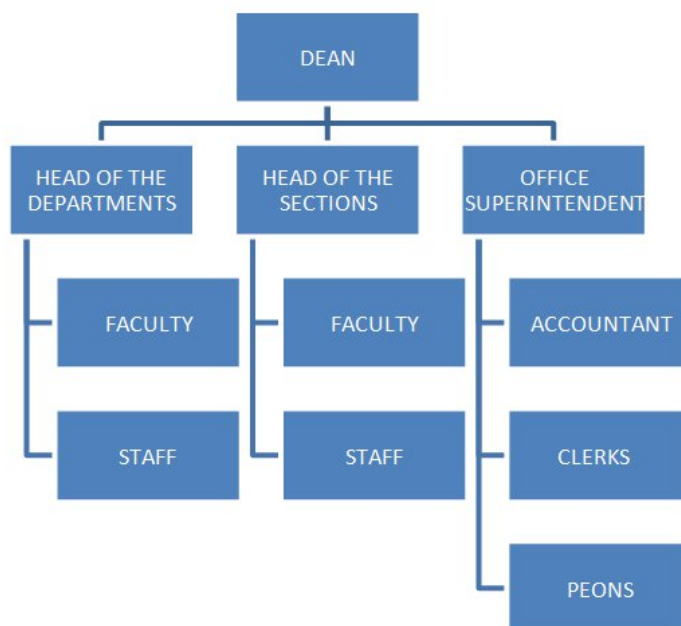 DEAN
HEAD OF THE
DEPARTMENTS
HEAD OF THE
SECTIONS
OFFICE
SUPERINTENDENT
FACULTY
FACULTY
ACCOUNTANT
STAFF
STAFF
CLERKS
PEONS